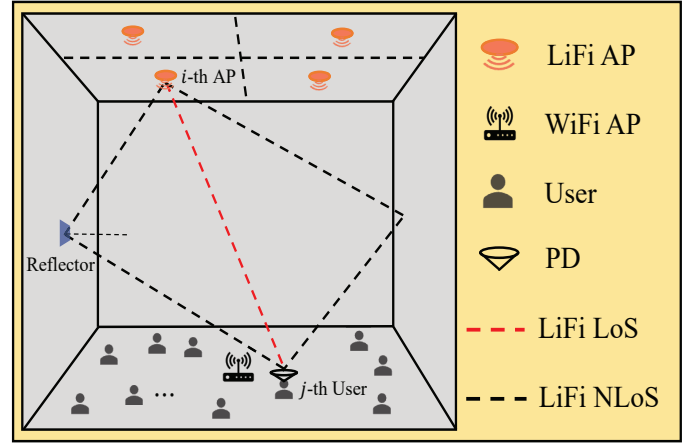 i-th AP
Reflector
...
j-th User
LiFi AP
WiFi AP
User
PD
LiFi LoS
LiFi NLoS